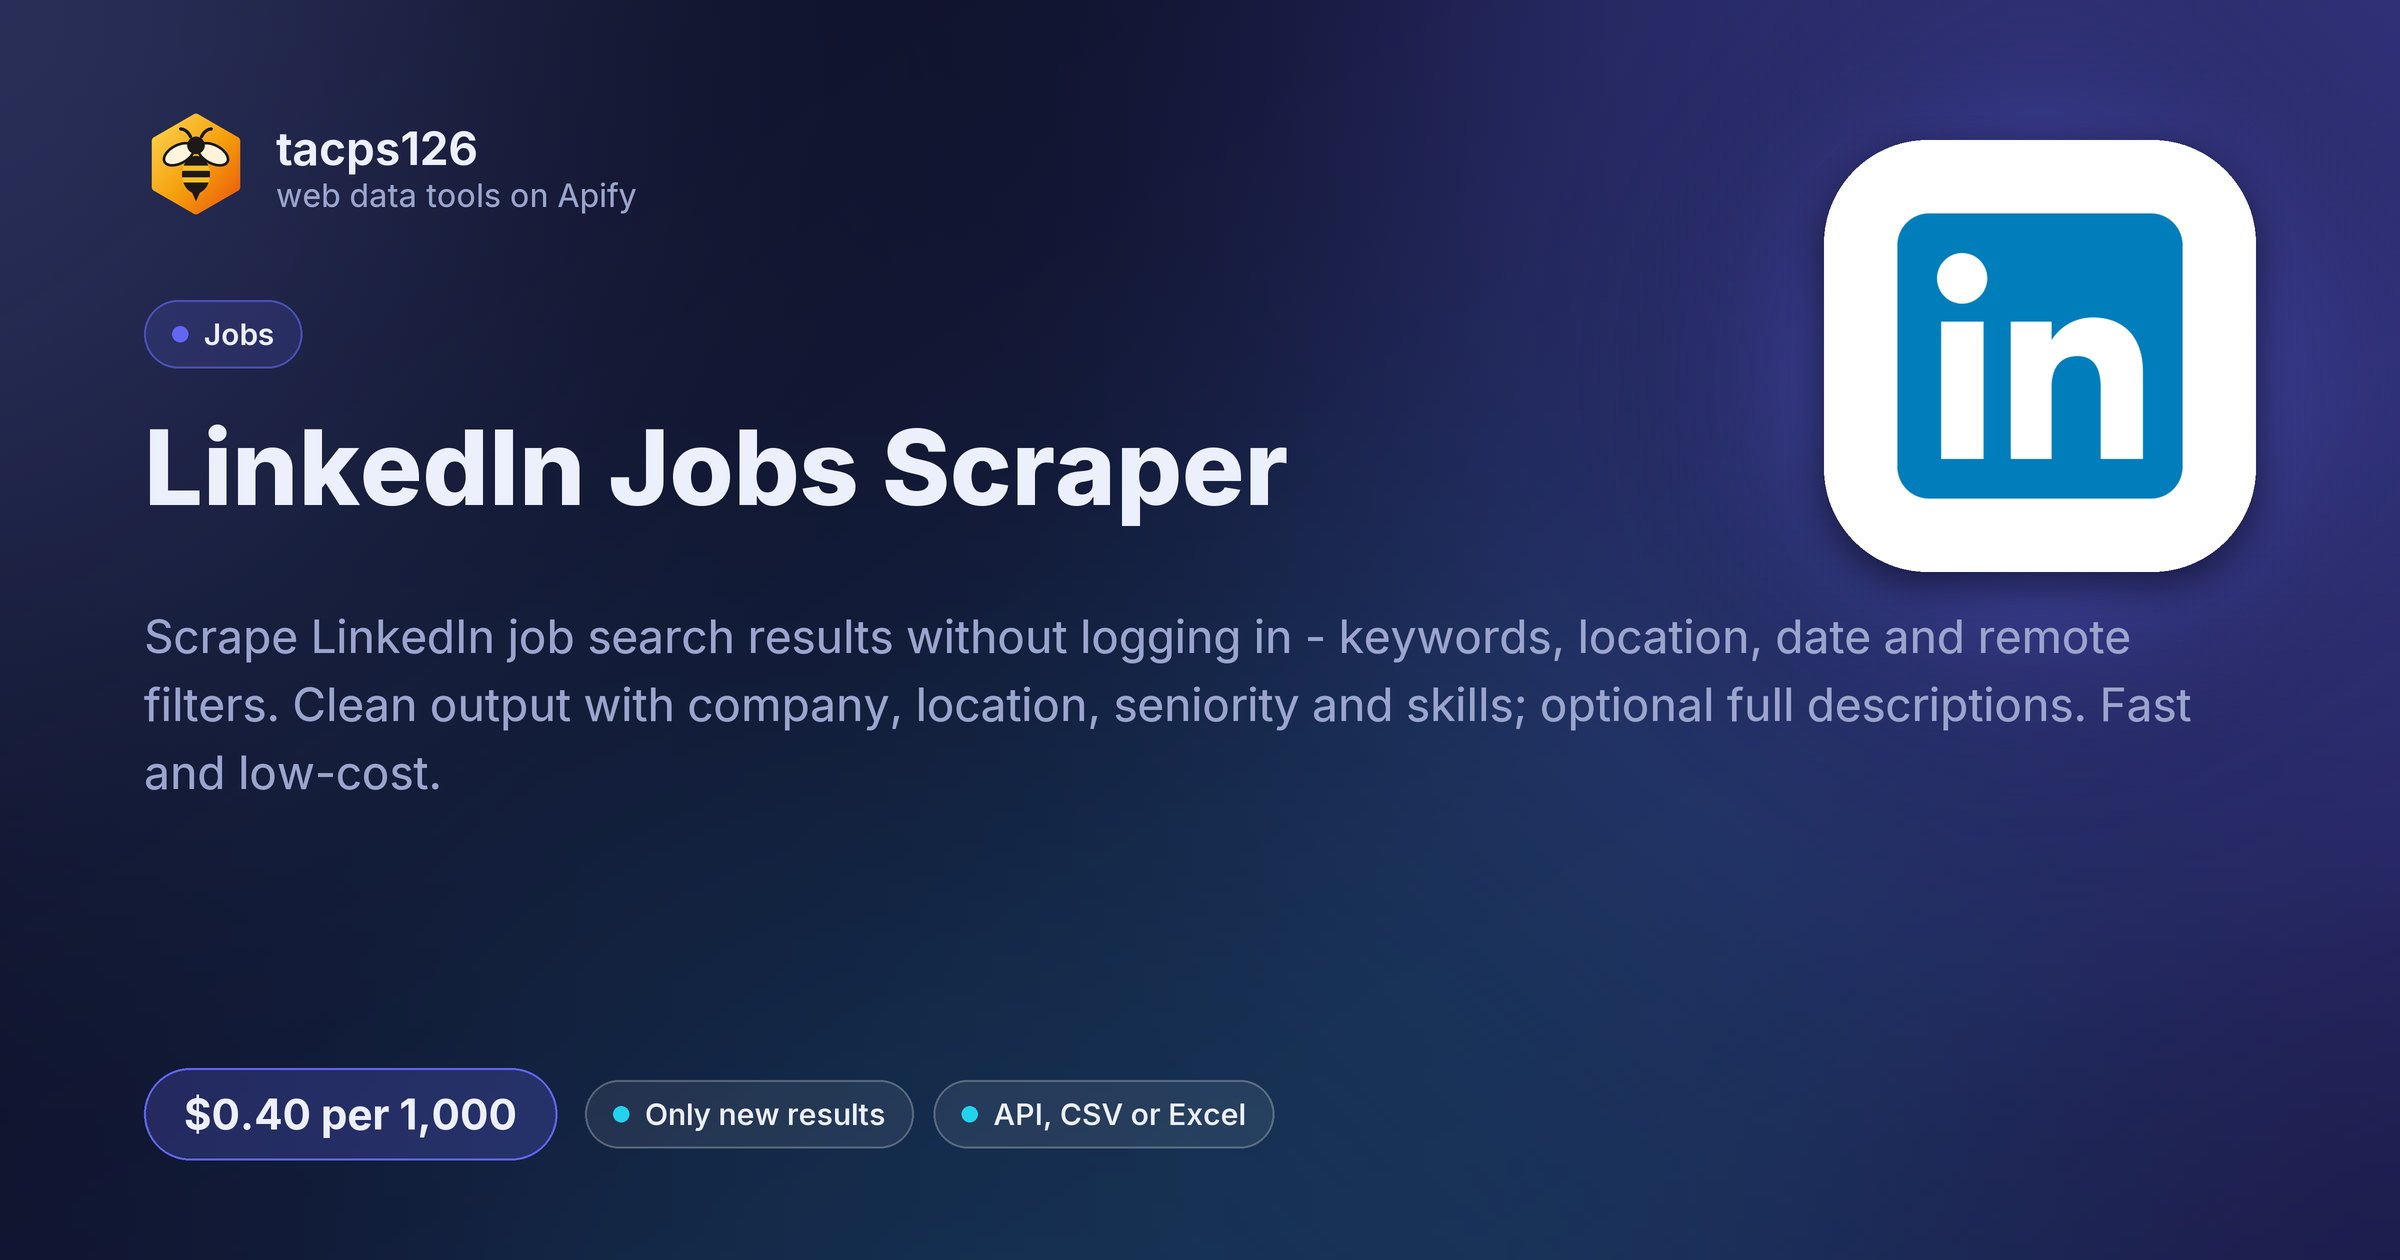 tacps126
web data tools on Apify
Jobs
LinkedIn Jobs Scraper
in
Scrape LinkedIn job search results without logging in - keywords, location, date and remote
filters. Clean output with company, location, seniority and skills; optional full descriptions. Fast
and low-cost.
$0.40 per 1,000
Only new results
API, CSV or Excel